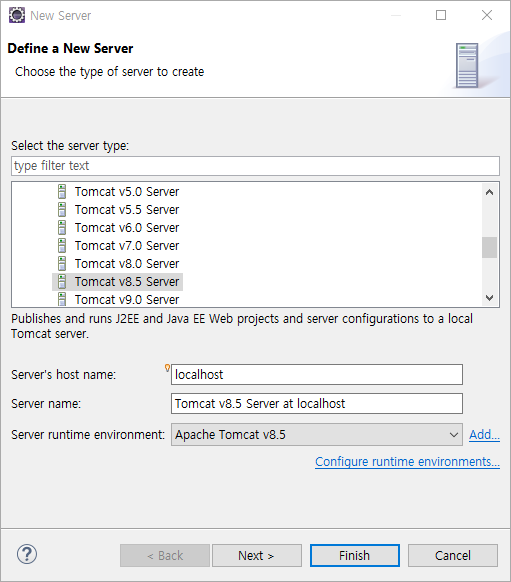 New Server
Define a New Server
Choose the type of server to create
Select the server type:
type filter text
Tomcat v5.0 Server
Tomcat v5.5 Server
Tomcat v6.0 Server
Tomcat v7.0 Server
Tomcat v8.0 Server
Tomcat v8.5 Server
Tomcat v9.0 Server
Publishes and runs J2EE and Java EE Web projects and server configurations to a local
Tomcat server.
Server's host name: localhost
Server name: Tomcat v8.5 Server at localhost
Server runtime environment: Apache Tomcat v8.5 Add...
Configure runtime environments...
? < Back Next > Finish Cancel